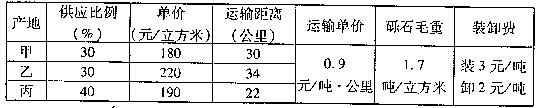 产地 供应比例（%） 单价（元/立方米） 运输距离（公里） 运输单价 砾石毛重 装卸费
甲 30 180 30 0.9元/吨·公里 1.7吨/立方米 装3元/吨 卸2元/吨
乙 30 220 34
丙 40 190 22